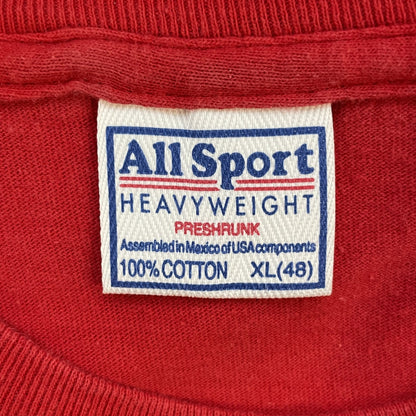 All Sport
HEAVYWEIGHT
PRESHRUNK
Assembled in Mexico of USA components
100% COTTON XL(48)